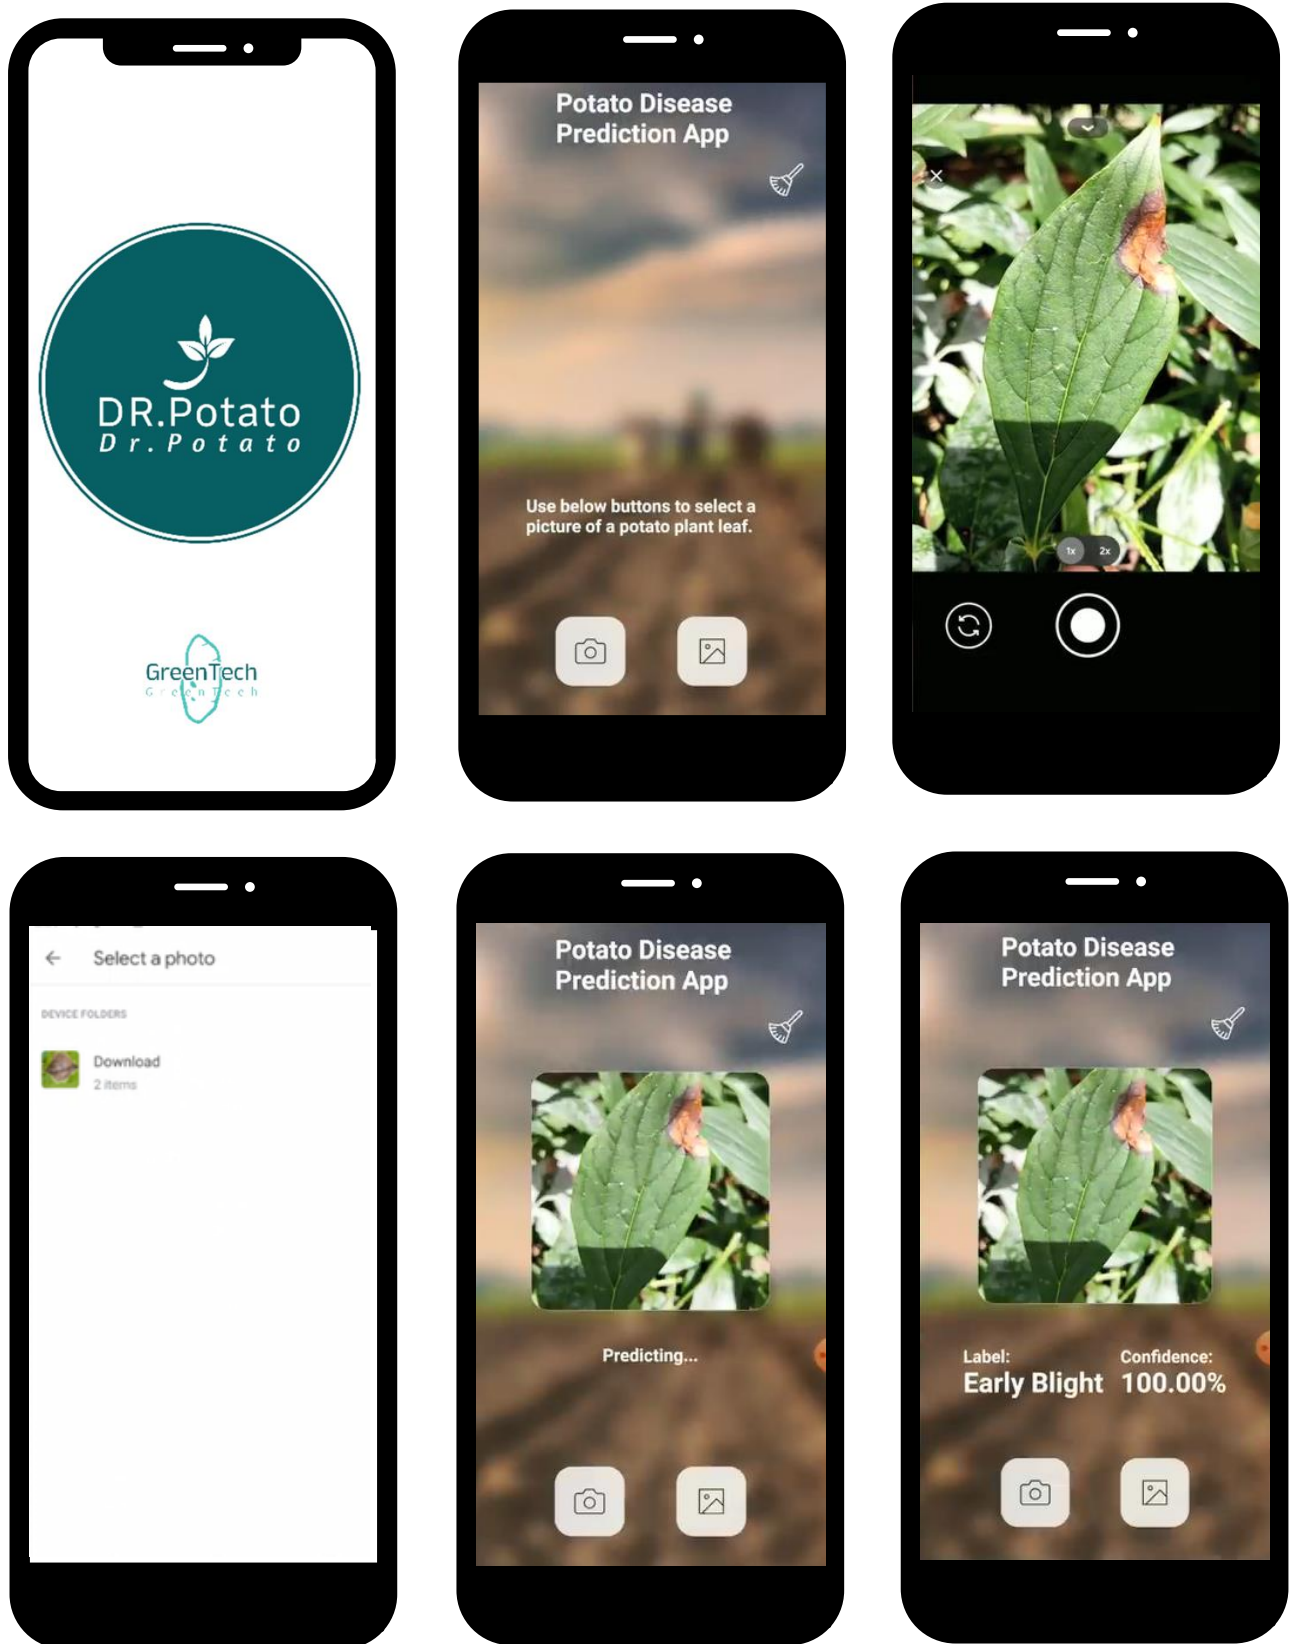 DR.Potato
Dr.Potato
GreenTech
GreenTech
Potato Disease
Prediction App
Use below buttons to select a
picture of a potato plant leaf.
1x
2x
Select a photo
DEVICE FOLDERS
Download
2 items
Potato Disease
Prediction App
Predicting...
Potato Disease
Prediction App
Label:
Confidence:
Early Blight
100.00%